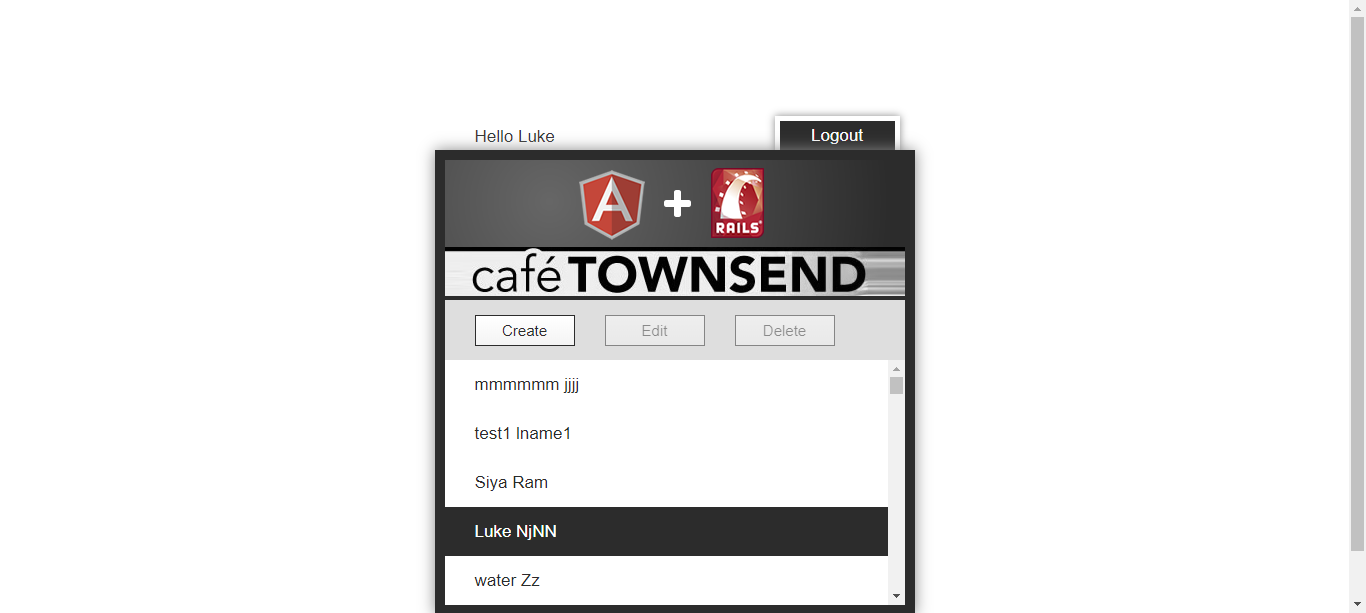 Hello Luke
Logout
A
RAILS
café TOWNSEND
Create
Edit
Delete
mmmmmm jjjj
test1 lname1
Siya Ram
Luke NjNN
water Zz